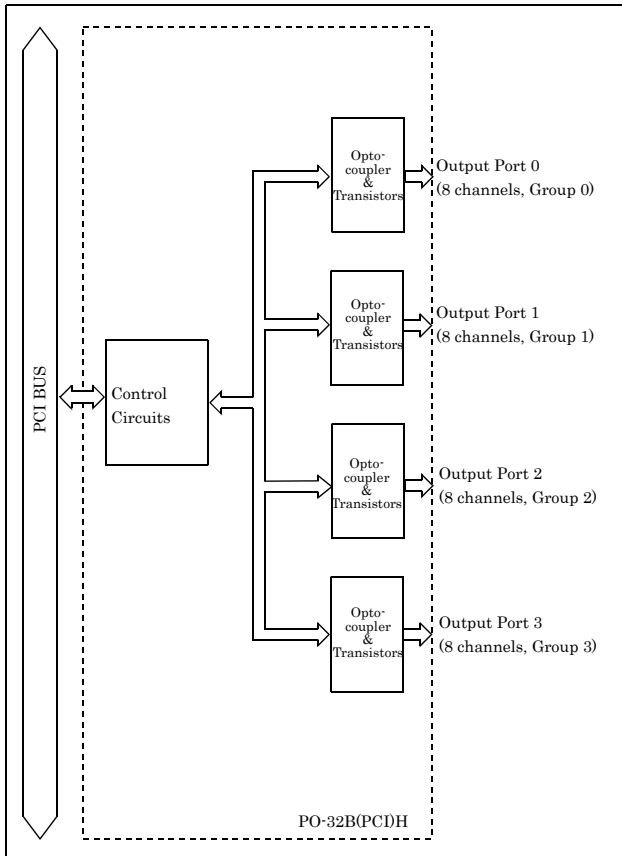 Opto-
coupler
&
Transistors
Output Port 0
(8 channels, Group 0)
Opto-
coupler
&
Transistors
Output Port 1
(8 channels, Group 1)
PCI BUS
Control
Circuits
Opto-
coupler
&
Transistors
Output Port 2
(8 channels, Group 2)
Opto-
coupler
&
Transistors
Output Port 3
(8 channels, Group 3)
PO-32B(PCI)H